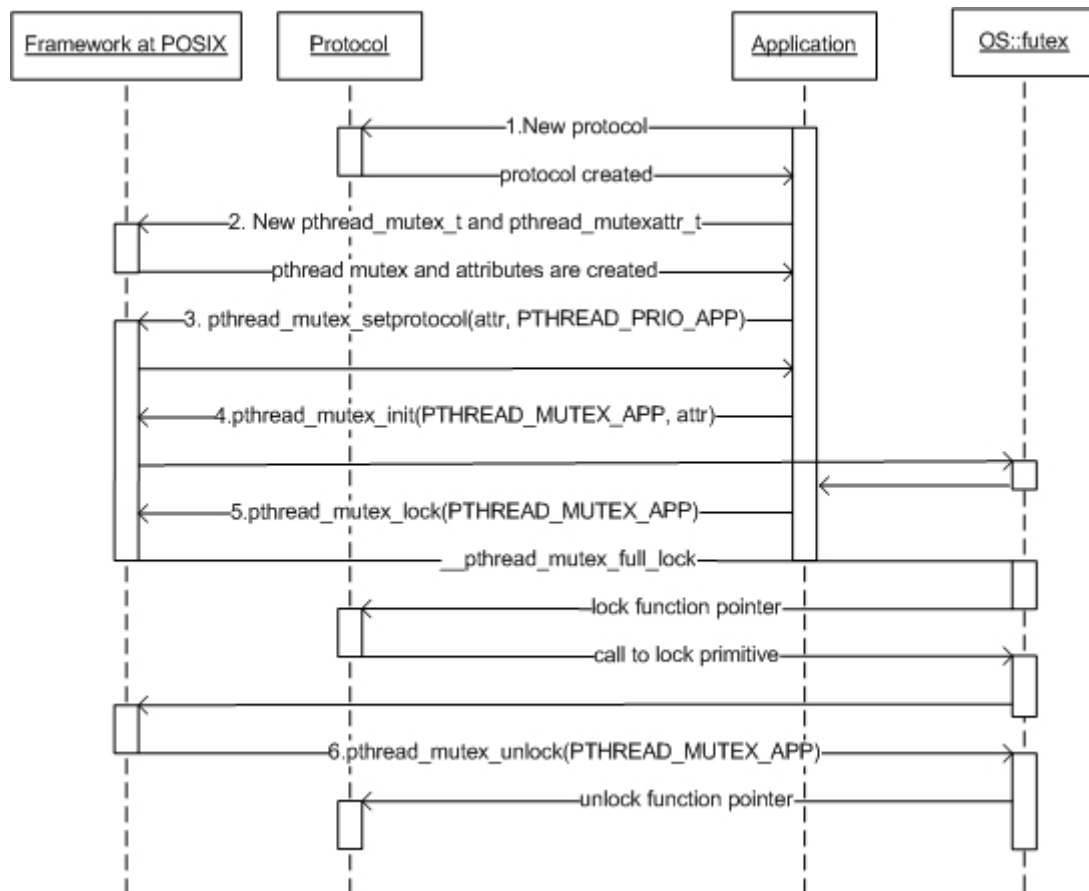 Framework at POSIX
Protocol
Application
OS::futex
1.New protocol
protocol created
2. New pthread_mutex_t and pthread_mutexattr_t
pthread mutex and attributes are created
3. pthread_mutex_setprotocol(attr, PTHREAD_PRIO_APP)
4.pthread_mutex_init(PTHREAD_MUTEX_APP, attr)
5.pthread_mutex_lock(PTHREAD_MUTEX_APP)
__pthread_mutex_full_lock
lock function pointer
call to lock primitive
6.pthread_mutex_unlock(PTHREAD_MUTEX_APP)
unlock function pointer